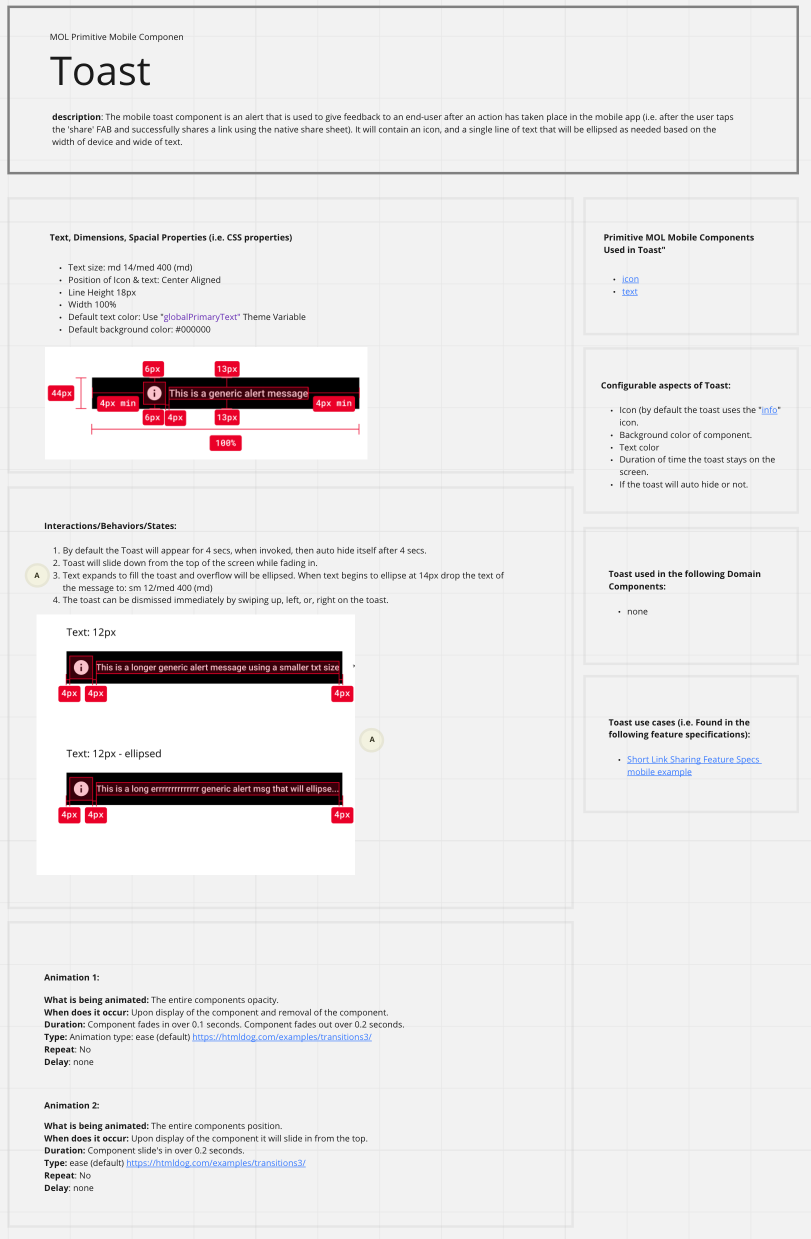 MOL Primitive Mobile Componen
Toast
description: The mobile toast component is an alert that is used to give feedback to an end-user after an action has taken place in the mobile app (i.e. after the user taps
the 'share' FAB and successfully shares a link using the native share sheet). It will contain an icon, and a single line of text that will be ellipsed as needed based on the
width of device and wide of text.
Text, Dimensions, Spacial Properties (i.e. CSS properties)
• Text size: md 14/med 400 (md)
• Position of Icon & text: Center Aligned
• Line Height 18px
• Width 100%
• Default text color: Use "globalPrimaryText" Theme Variable
• Default background color: #000000
6px 13px
44px
This is a generic alert message
4px min 4px min
6px 4px 13px
100%
Interactions/Behaviors/States:
1. By default the Toast will appear for 4 secs, when invoked, then auto hide itself after 4 secs.
2. Toast will slide down from the top of the screen while fading in.
A
3. Text expands to fill the toast and overflow will be ellipsed. When text begins to ellipse at 14px drop the text of
the message to: sm 12/med 400 (md)
4. The toast can be dismissed immediately by swiping up, left, or, right on the toast.
Text: 12px
This is a longer generic alert message using a smaller txt size
4px 4px 4px
A
Text: 12px - ellipsed
This is a long errrrrrrrrrrrr generic alert msg that will ellipse...
4px 4px 4px
Animation 1:
What is being animated: The entire components opacity.
When does it occur: Upon display of the component and removal of the component.
Duration: Component fades in over 0.1 seconds. Component fades out over 0.2 seconds.
Type: Animation type: ease (default) https://htmldog.com/examples/transitions3/
Repeat: No
Delay: none
Animation 2:
What is being animated: The entire components position.
When does it occur: Upon display of the component it will slide in from the top.
Duration: Component slide's in over 0.2 seconds.
Type: ease (default) https://htmldog.com/examples/transitions3/
Repeat: No
Delay: none
Primitive MOL Mobile Components
Used in Toast"
• icon
• text
Configurable aspects of Toast:
• Icon (by default the toast uses the "info"
icon.
• Background color of component.
• Text color
• Duration of time the toast stays on the
screen.
• If the toast will auto hide or not.
Toast used in the following Domain
Components:
• none
Toast use cases (i.e. Found in the
following feature specifications):
• Short Link Sharing Feature Specs
mobile example